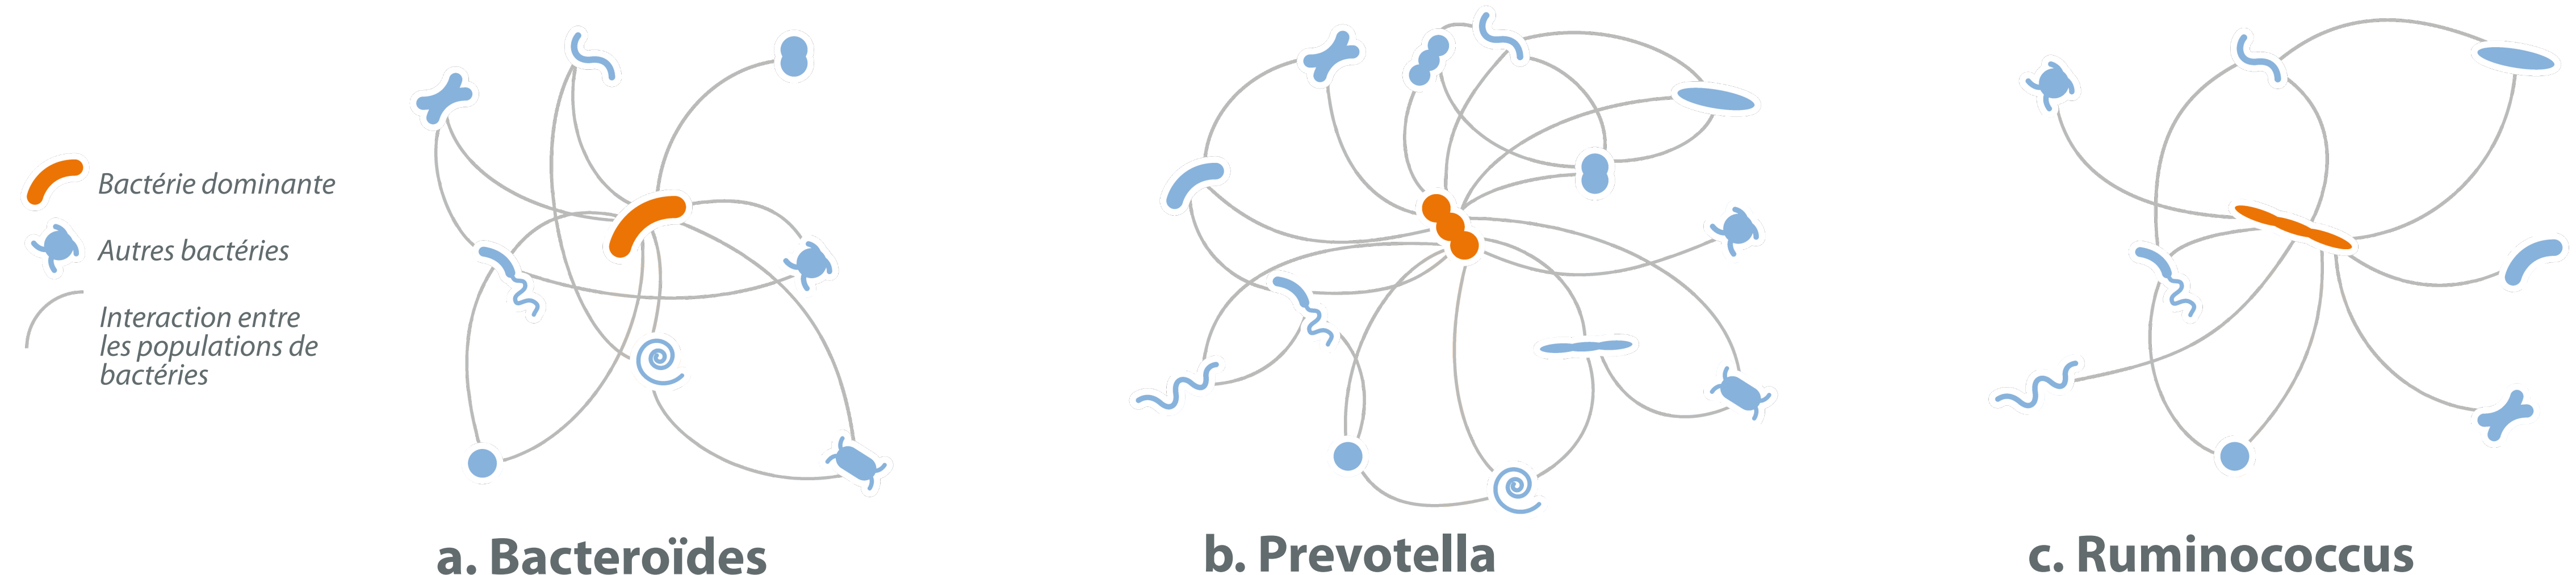 Bactérie dominante
Autres bactéries
Interaction entre
les populations de
bactéries
a. Bacteroïdes
b. Prevotella
c. Ruminococcus